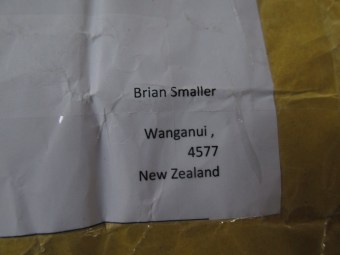 Brian Smaller
Wanganui ,
4577
New Zealand